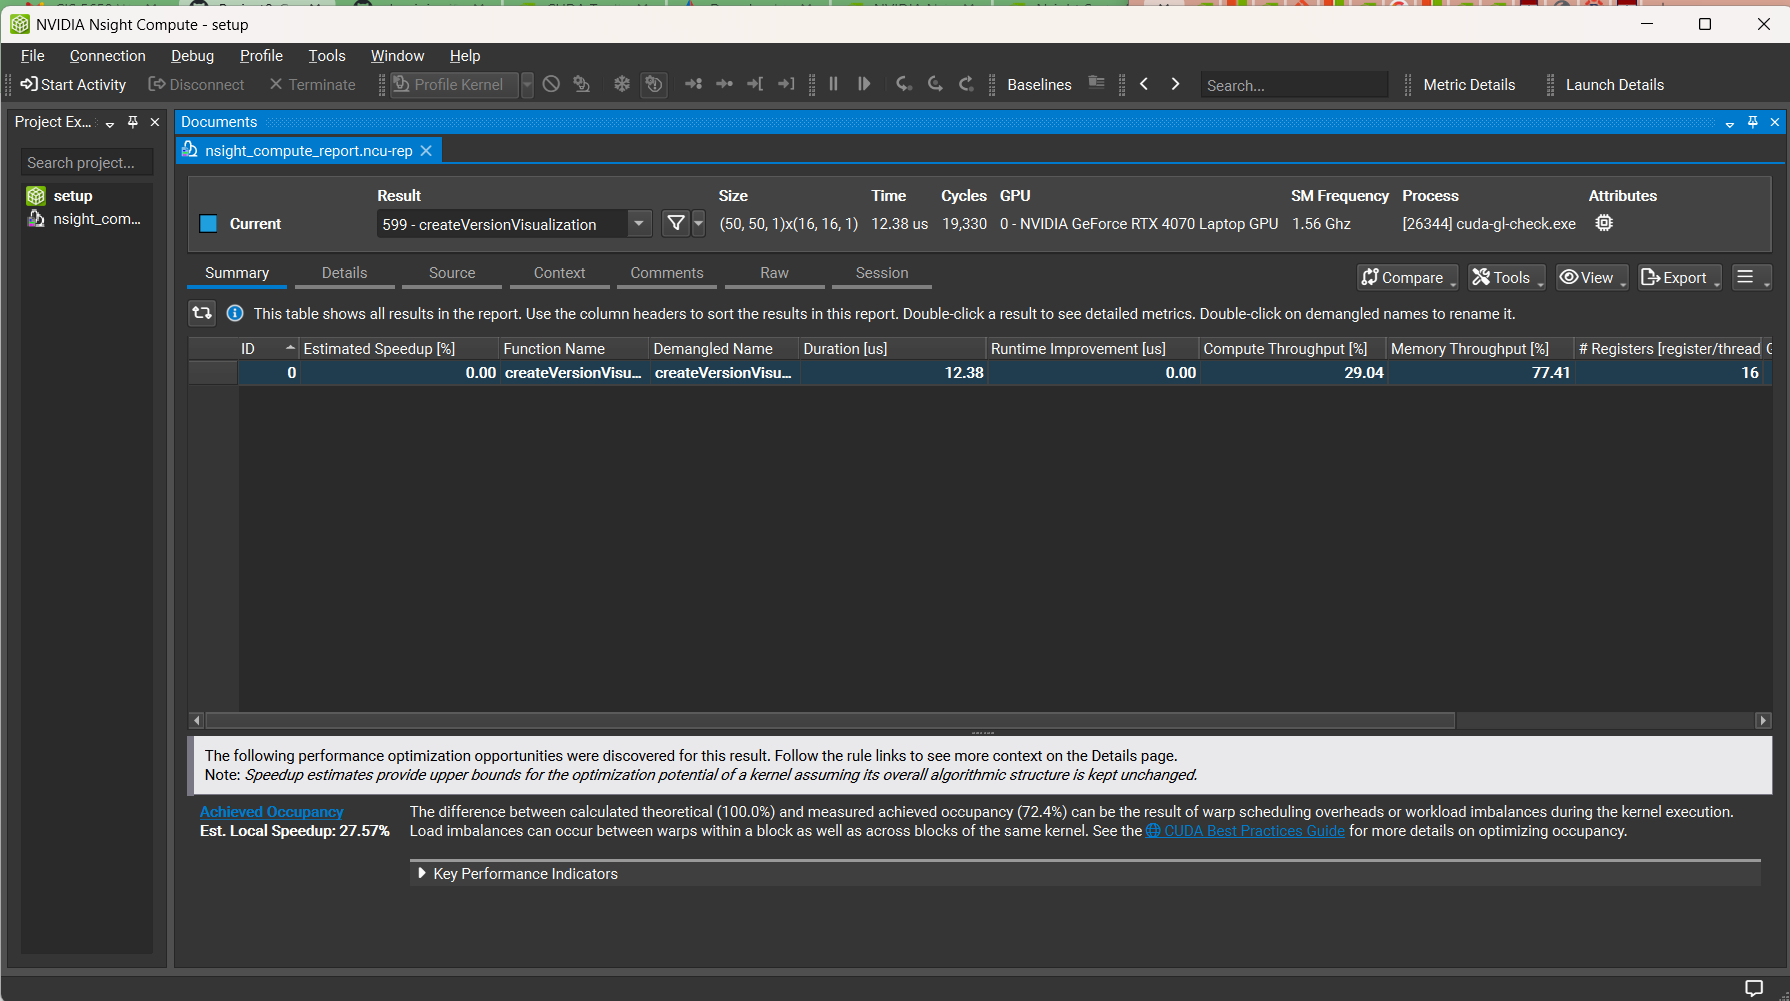 NVIDIA Nsight Compute - setup
File Connection Debug Profile Tools Window Help
Start Activity Disconnect Terminate Profile Kernel Baselines Search... Metric Details Launch Details
Project Ex...
Documents
nsight_compute_report.ncu-rep
Search project...
setup
nsight_com...
Result Size Time Cycles GPU SM Frequency Process Attributes
Current 599 - createVersionVisualization (50, 50, 1)x(16, 16, 1) 12.38 us 19,330 0 - NVIDIA GeForce RTX 4070 Laptop GPU 1.56 Ghz [26344] cuda-gl-check.exe
Summary Details Source Context Comments Raw Session Compare Tools View Export
This table shows all results in the report. Use the column headers to sort the results in this report. Double-click a result to see detailed metrics. Double-click on demangled names to rename it.
ID Estimated Speedup [%] Function Name Demangled Name Duration [us] Runtime Improvement [us] Compute Throughput [%] Memory Throughput [%] # Registers [register/thread
0 0.00 createVersionVisu... createVersionVisu... 12.38 0.00 29.04 77.41 16
The following performance optimization opportunities were discovered for this result. Follow the rule links to see more context on the Details page.
Note: Speedup estimates provide upper bounds for the optimization potential of a kernel assuming its overall algorithmic structure is kept unchanged.
Achieved Occupancy The difference between calculated theoretical (100.0%) and measured achieved occupancy (72.4%) can be the result of warp scheduling overheads or workload imbalances during the kernel execution.
Est. Local Speedup: 27.57% Load imbalances can occur between warps within a block as well as across blocks of the same kernel. See the CUDA Best Practices Guide for more details on optimizing occupancy.
Key Performance Indicators